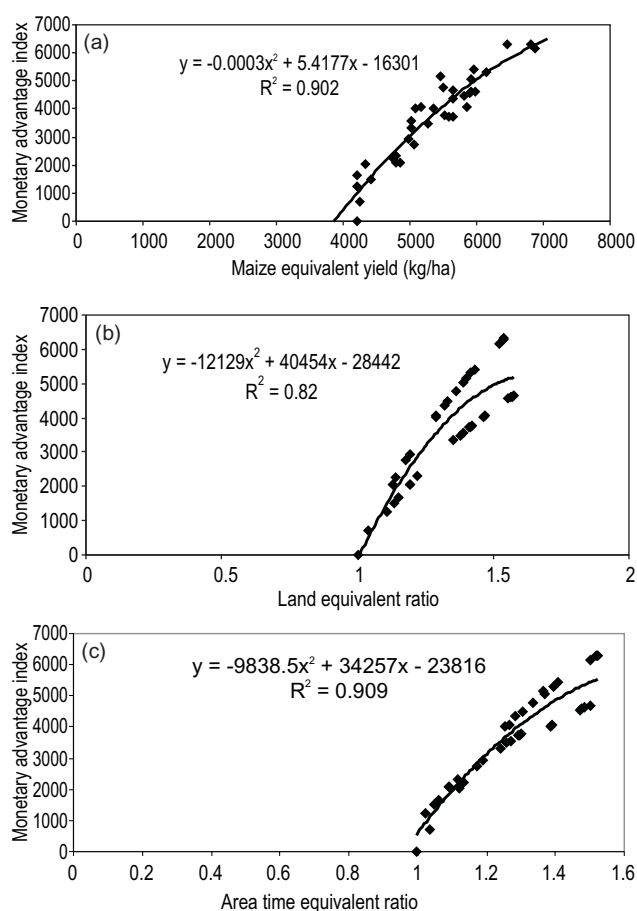 (a)
y = -0.0003x² + 5.4177x - 16301
R² = 0.902
Monetary advantage index
7000
6000
5000
4000
3000
2000
1000
0
0 1000 2000 3000 4000 5000 6000 7000 8000
Maize equivalent yield (kg/ha)
(b)
y = -12129x² + 40454x - 28442
R² = 0.82
Monetary advantage index
7000
6000
5000
4000
3000
2000
1000
0
0 0.5 1 1.5 2
Land equivalent ratio
(c)
y = -9838.5x² + 34257x - 23816
R² = 0.909
Monetary advantage index
7000
6000
5000
4000
3000
2000
1000
0
0 0.2 0.4 0.6 0.8 1 1.2 1.4 1.6
Area time equivalent ratio